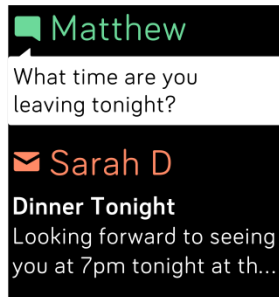 Matthew
What time are you
leaving tonight?
Sarah D
Dinner Tonight
Looking forward to seeing
you at 7pm tonight at th...